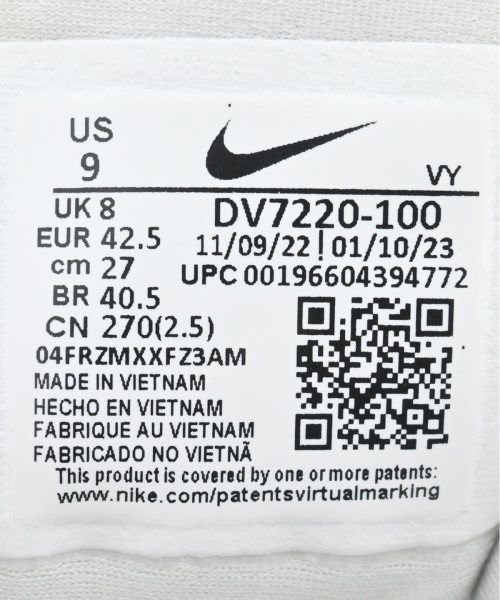 US
9
VY
UK 8
EUR 42.5
cm 27
BR 40.5
CN 270(2.5)
DV7220-100
11/09/22 | 01/10/23
UPC 00196604394772
04FRZMXXFZ3AM
MADE IN VIETNAM
HECHO EN VIETNAM
FABRIQUE AU VIETNAM
FABRICADO NO VIETNÃ
This product is covered by one or more patents:
www.nike.com/patentsvirtualmarking